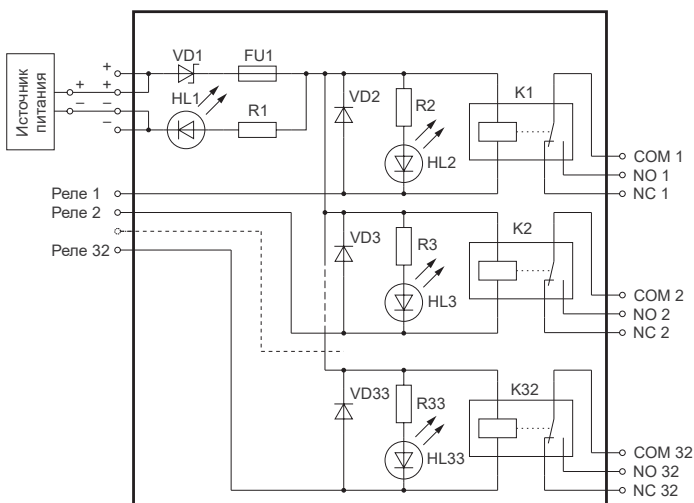 Источник
питания
+
+
+
−
−
−
VD1
FU1
HL1
R1
VD2
R2
HL2
K1
COM 1
NO 1
NC 1
Реле 1
Реле 2
Реле 32
VD3
R3
HL3
K2
COM 2
NO 2
NC 2
VD33
R33
HL33
K32
COM 32
NO 32
NC 32